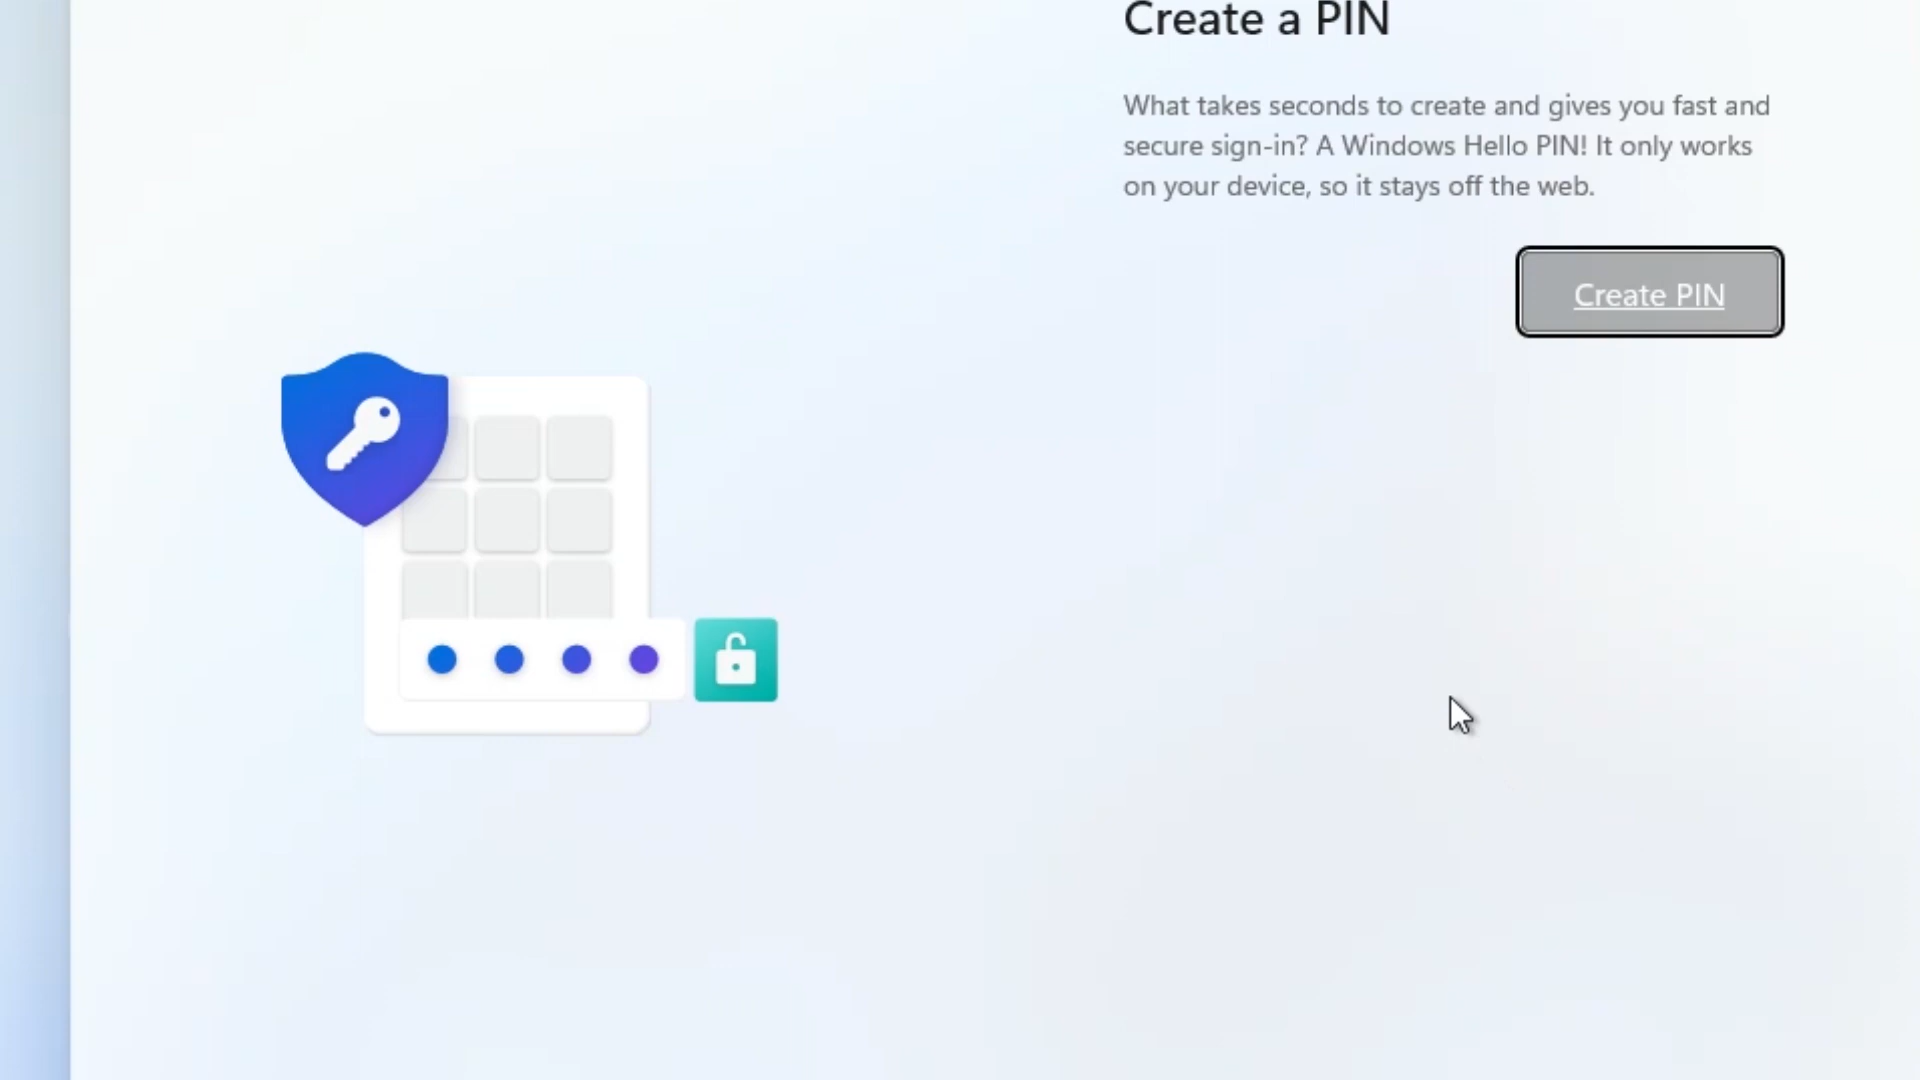 Create a PIN
What takes seconds to create and gives you fast and
secure sign-in? A Windows Hello PIN! It only works
on your device, so it stays off the web.
Create PIN